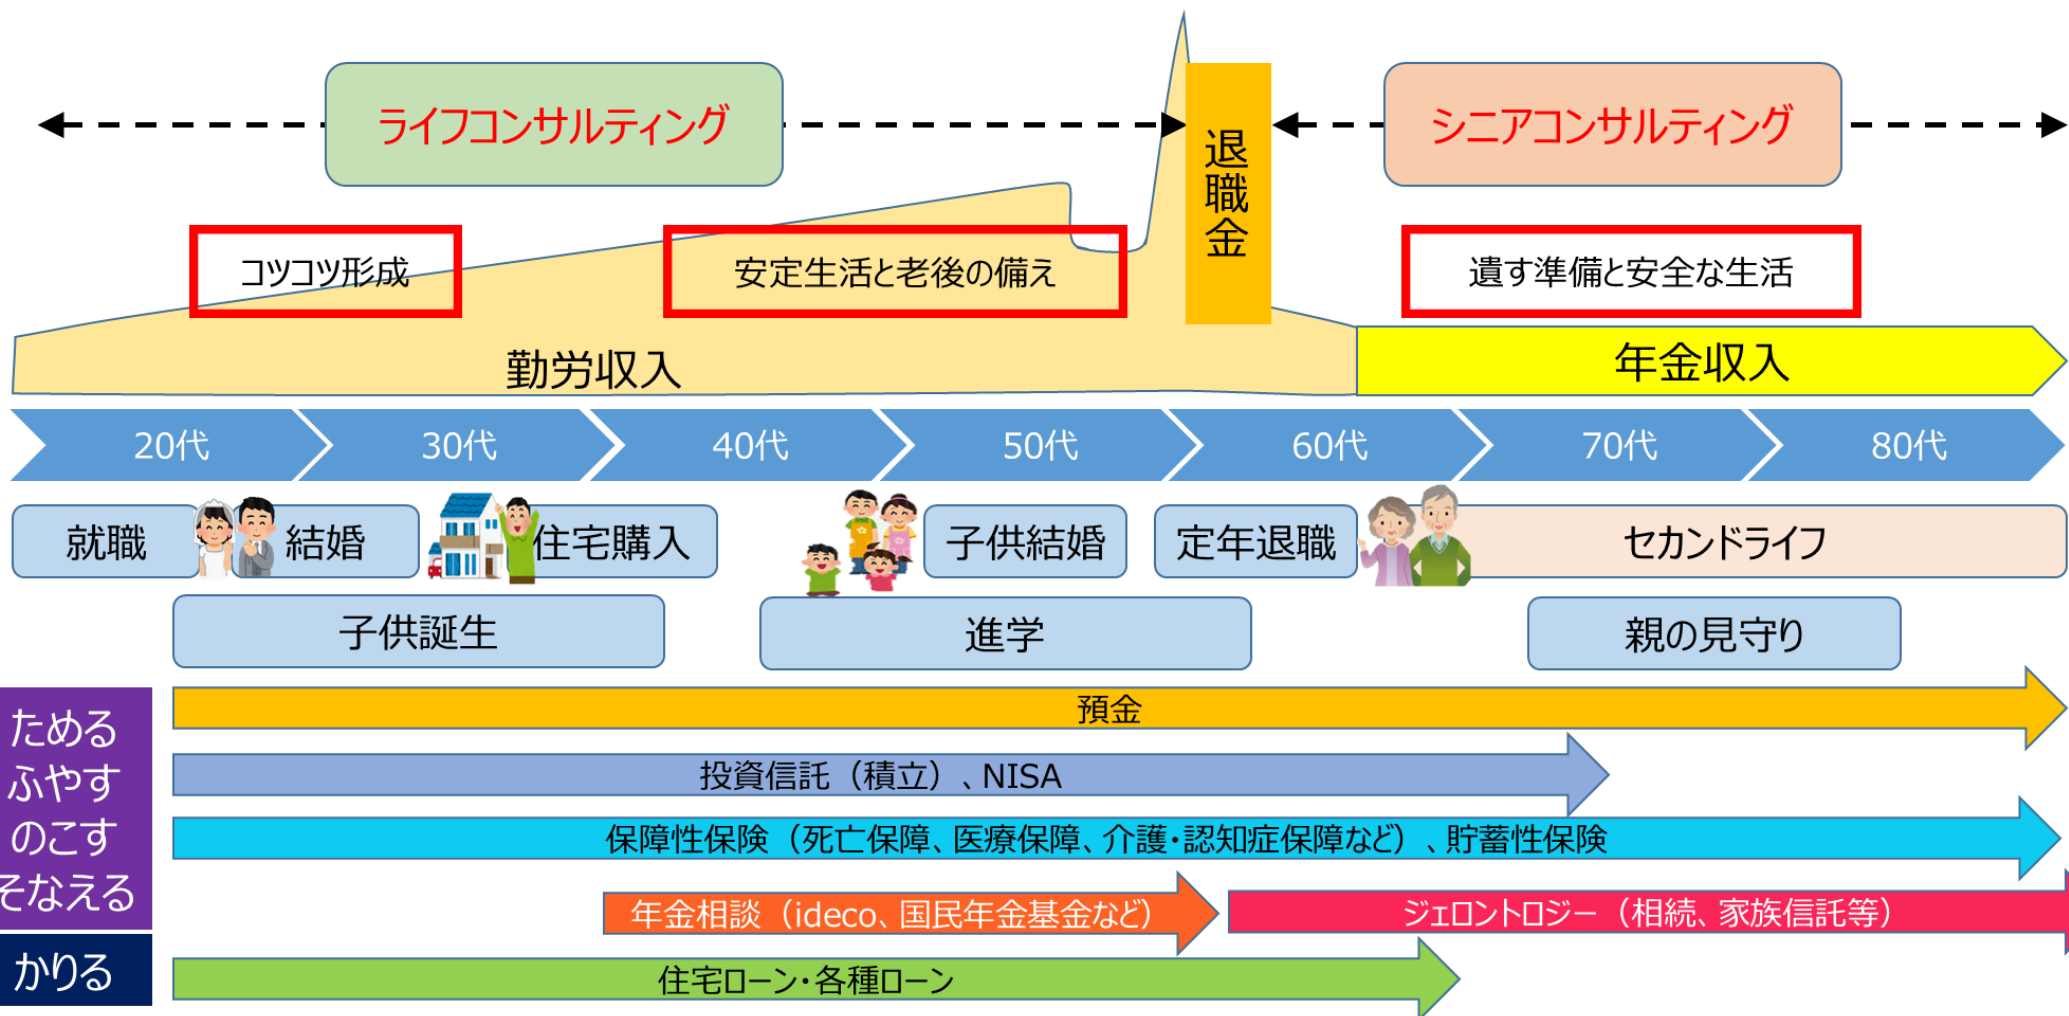 ライフコンサルティング
シニアコンサルティング
退職金
コツコツ形成
安定生活と老後の備え
遺す準備と安全な生活
勤労収入
年金収入
20代
30代
40代
50代
60代
70代
80代
就職
結婚
住宅購入
子供結婚
定年退職
セカンドライフ
子供誕生
進学
親の見守り
ためる
ふやす
のこす
そなえる
預金
投資信託（積立）、NISA
保障性保険（死亡保障、医療保障、介護・認知症保障など）、貯蓄性保険
年金相談（ideco、国民年金基金など）
ジェロントロジー（相続、家族信託等）
かりる
住宅ローン・各種ローン